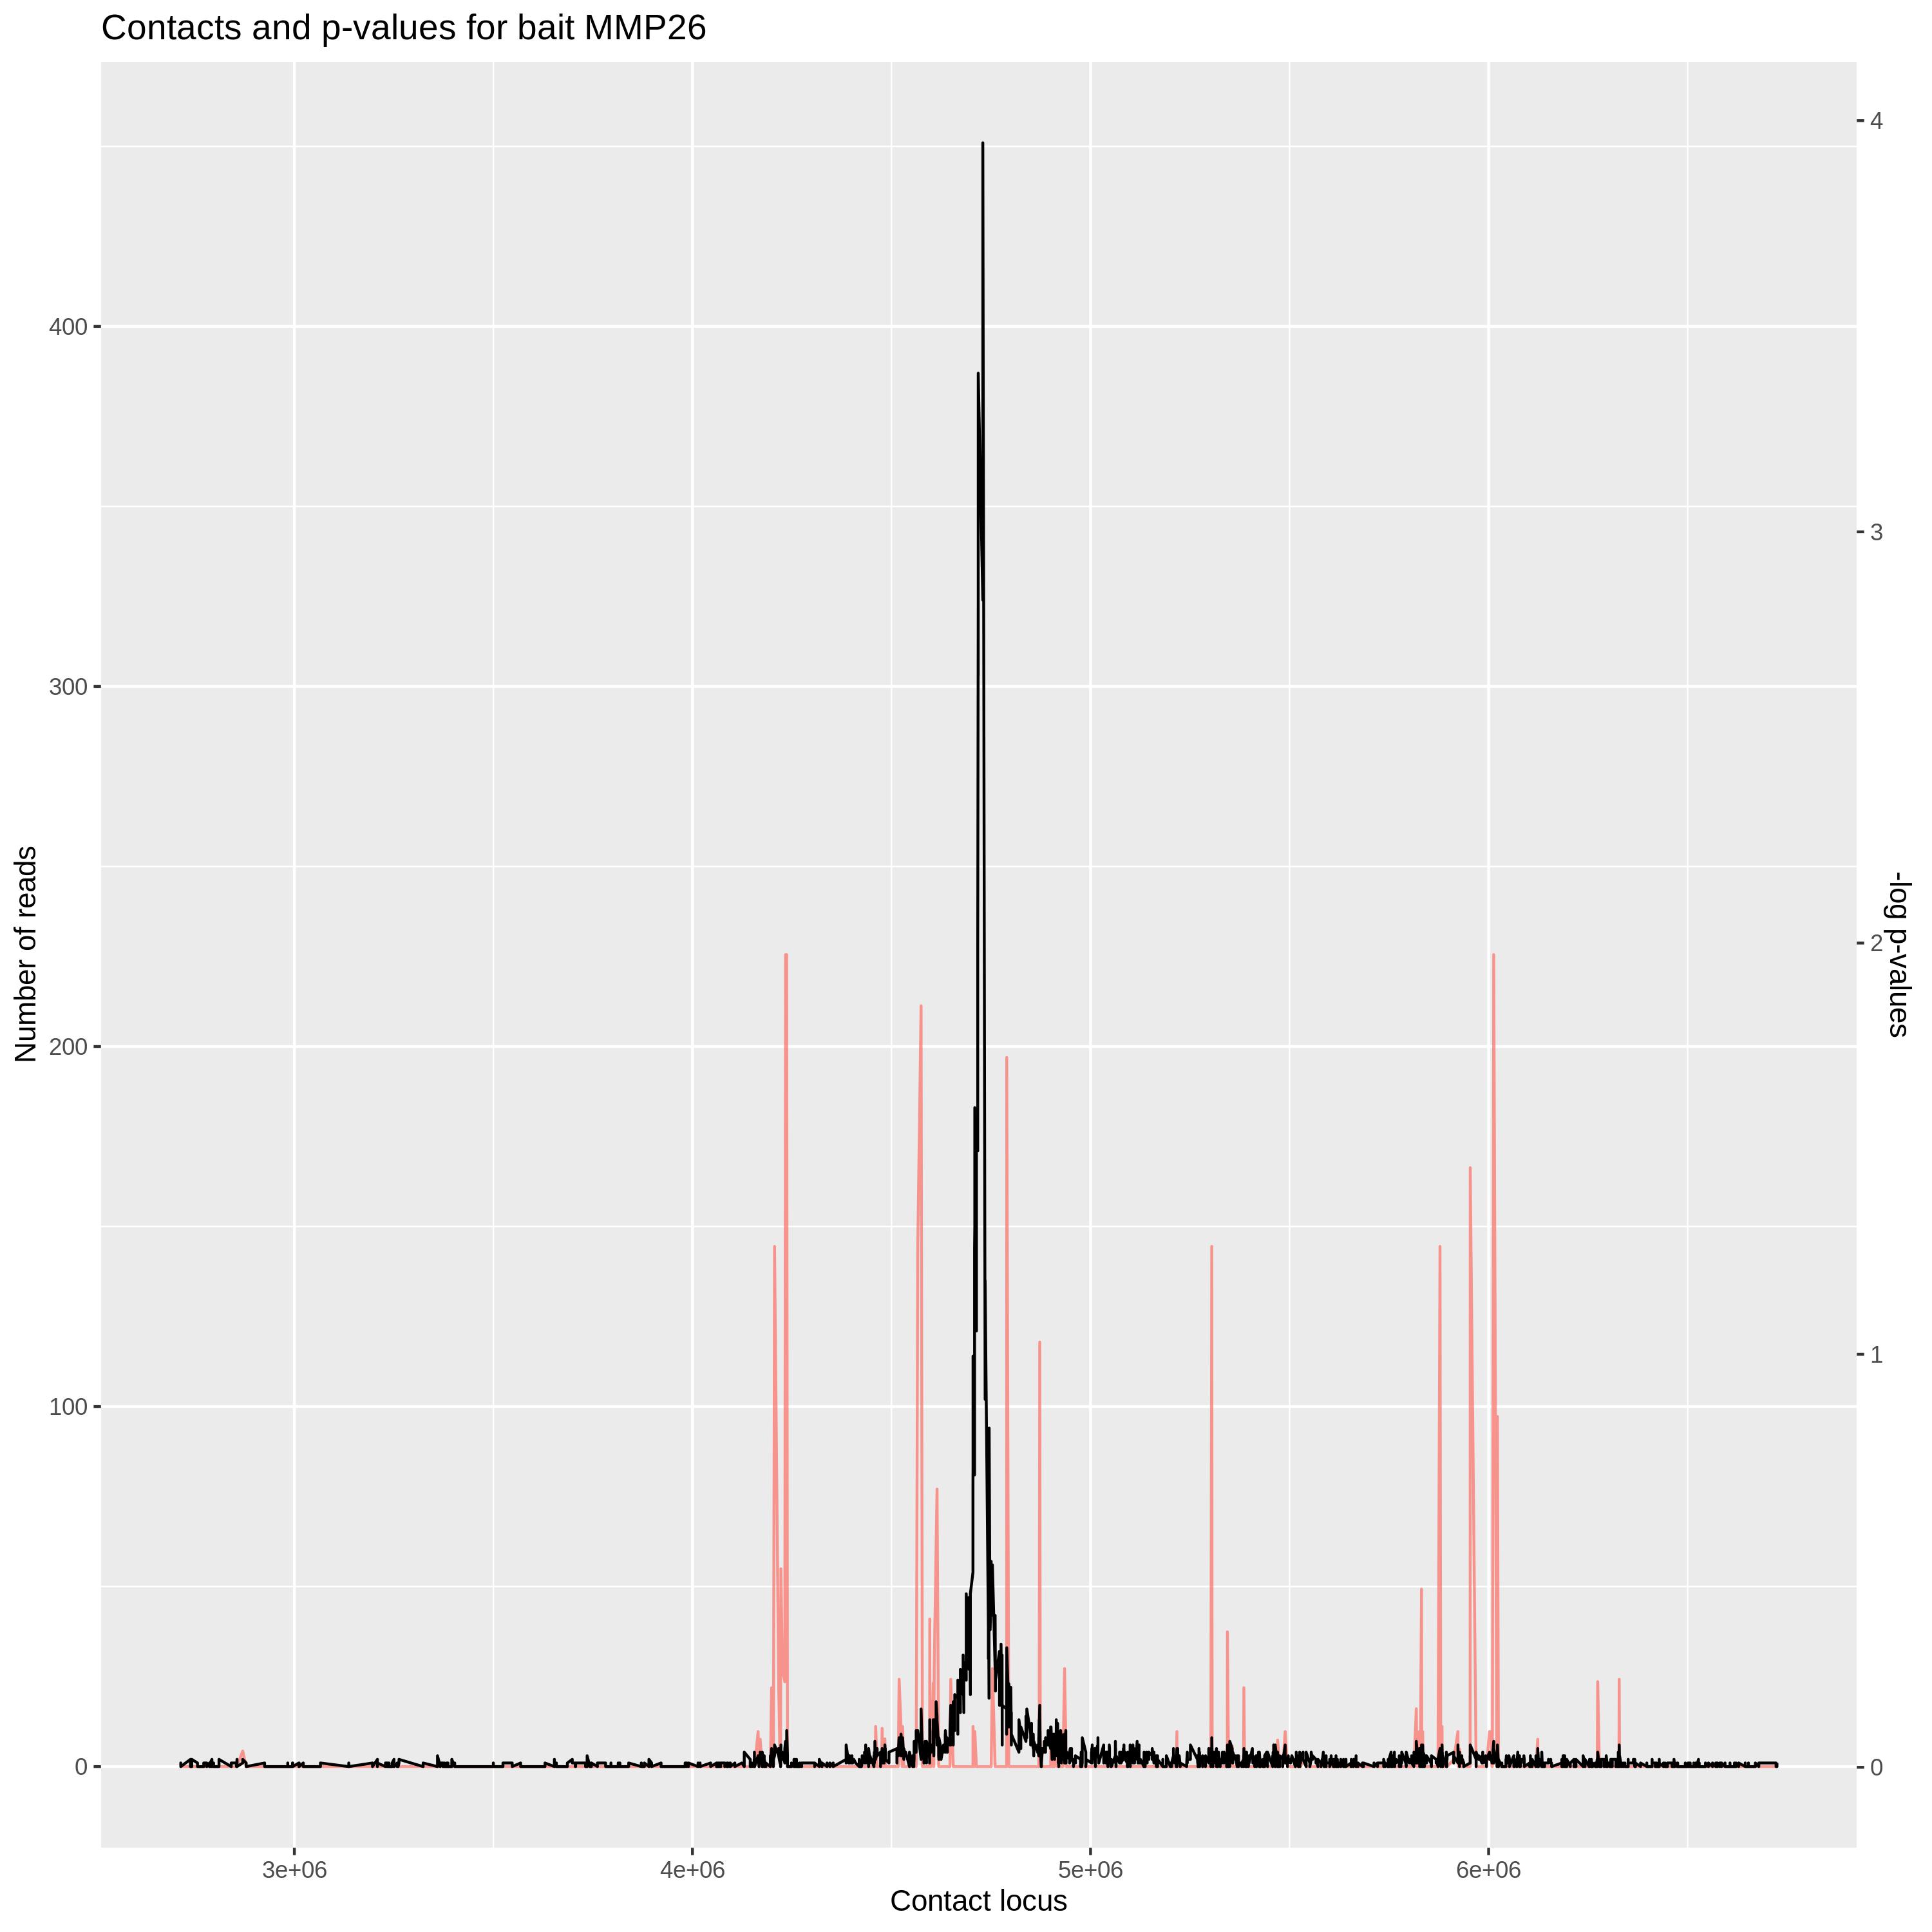 Contacts and p-values for bait MMP26
Number of reads
400
300
200
100
0
4
3
2
1
0
-log p-values
3e+06
4e+06
5e+06
6e+06
Contact locus